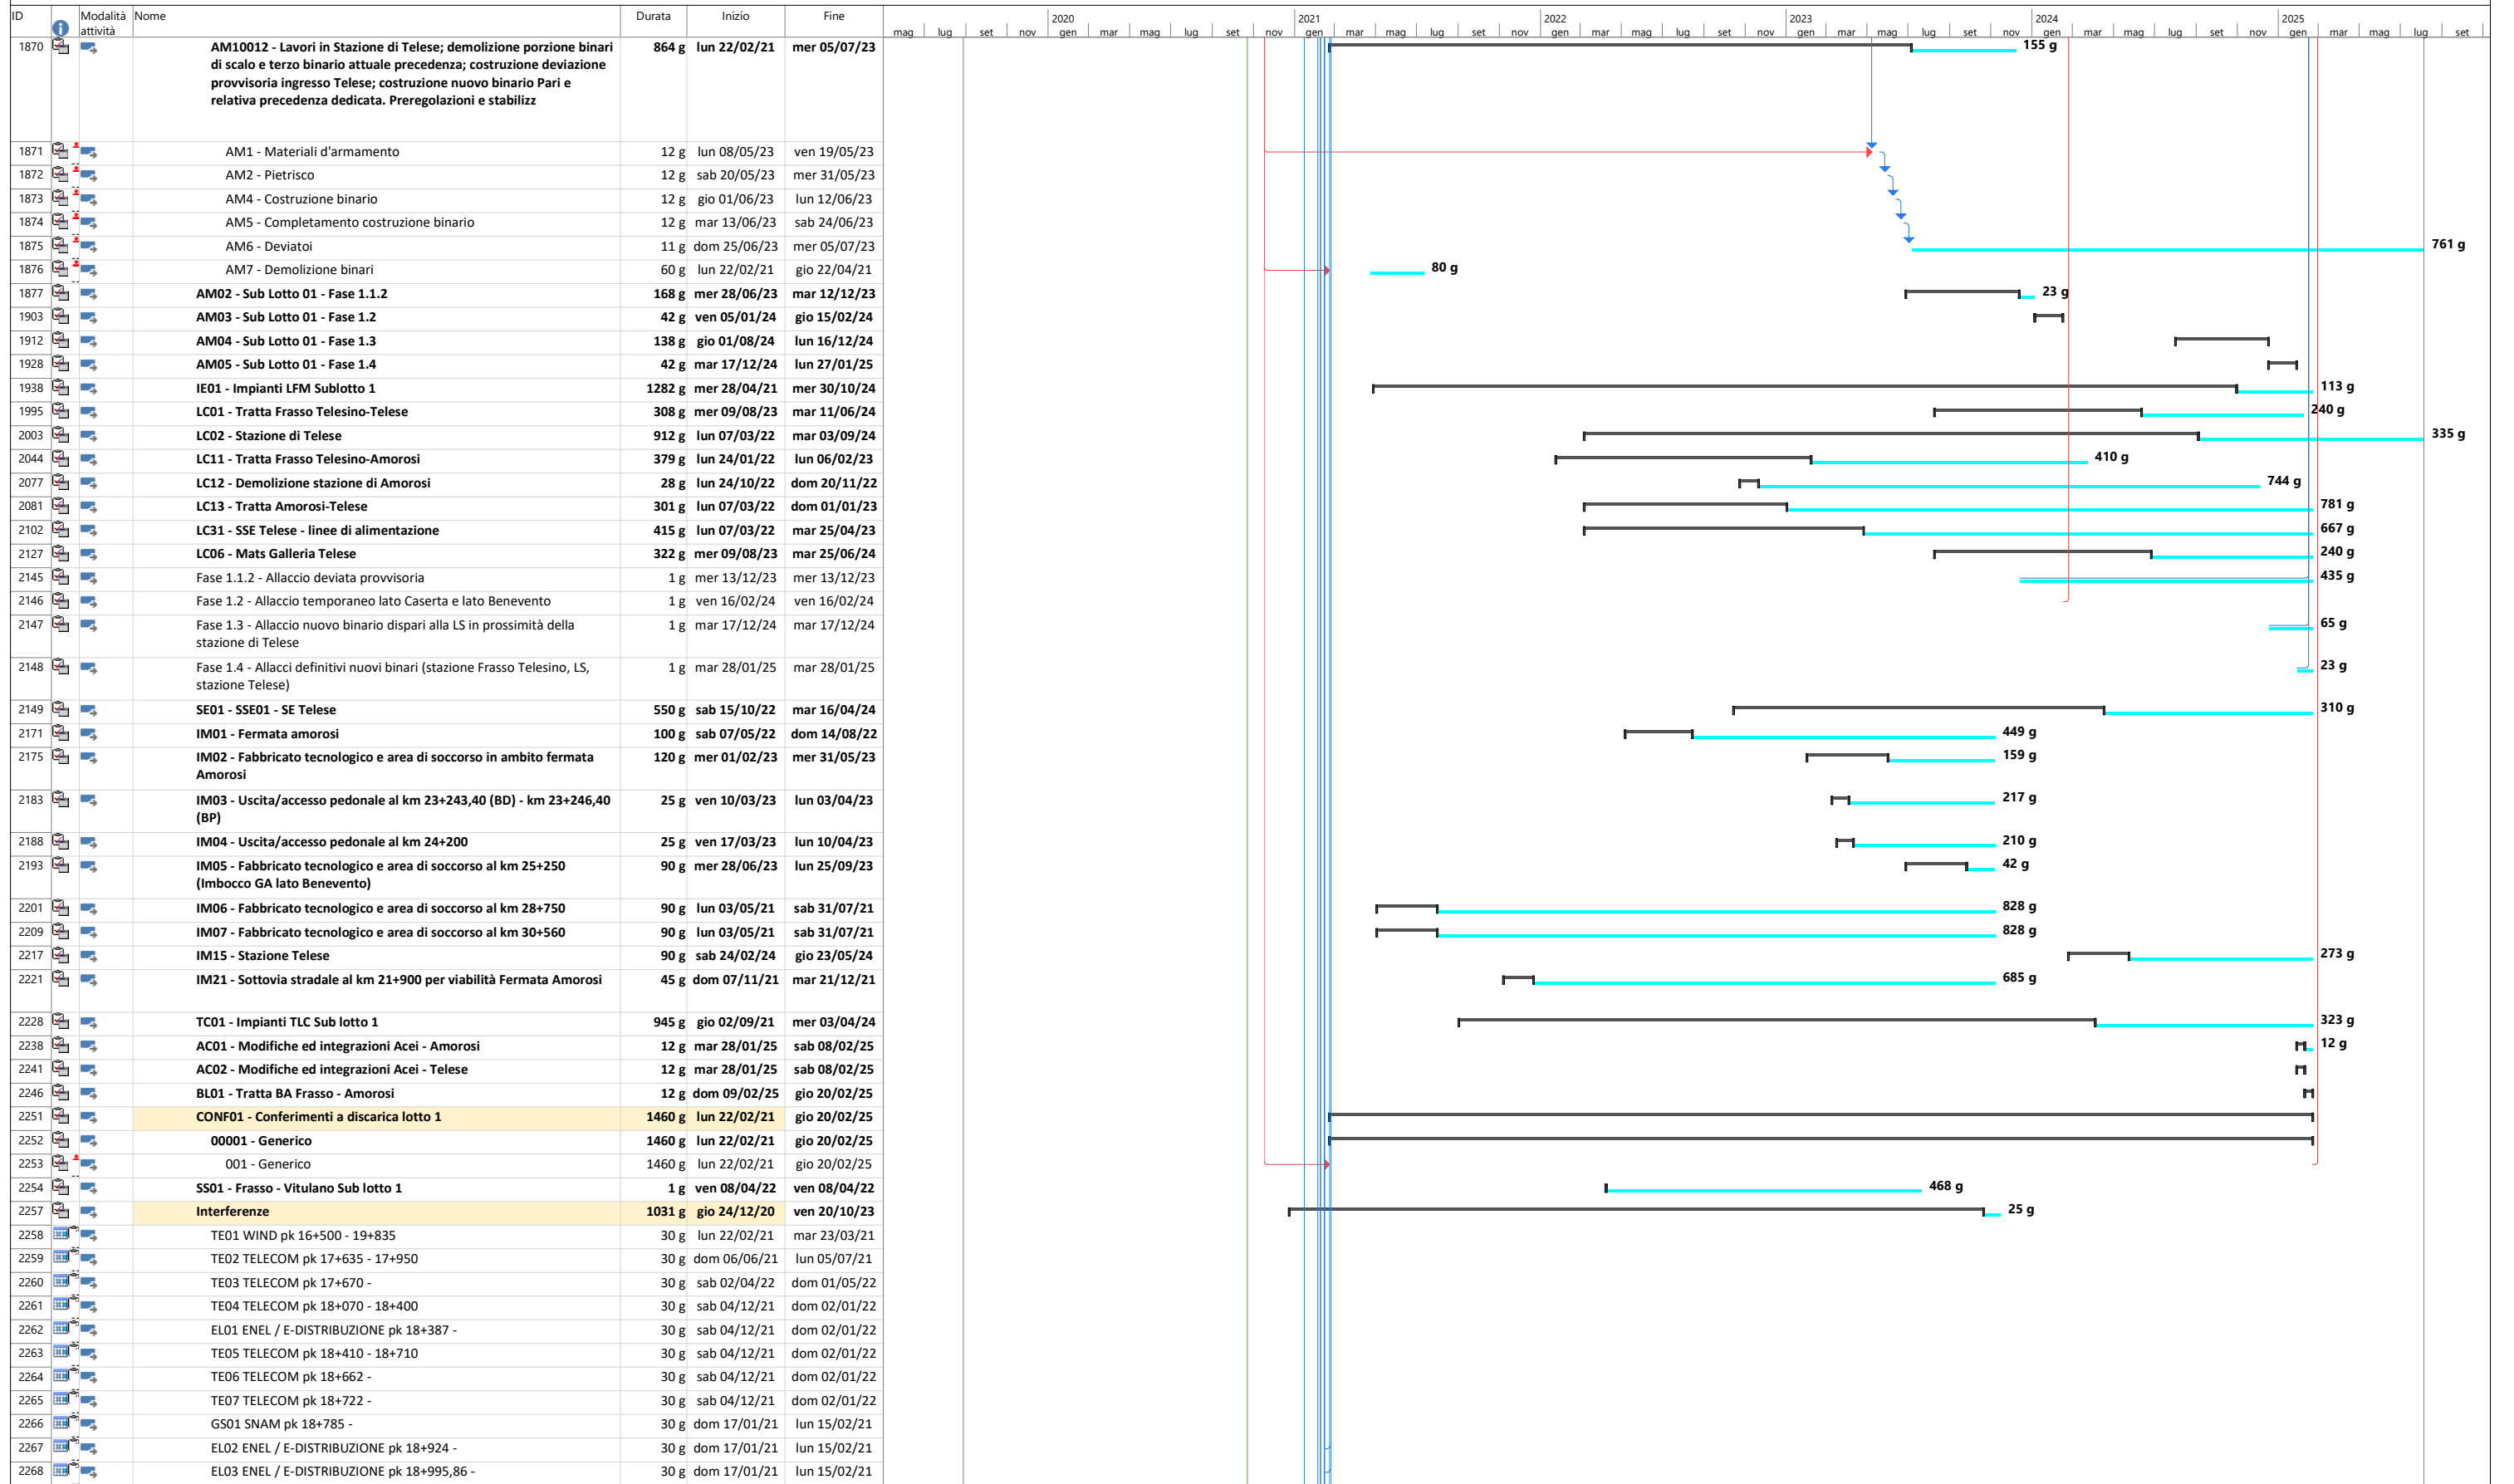 ID Modalità Nome Durata Inizio Fine
attività
2020 2021 2022 2023 2024 2025
mag lug set nov gen mar mag lug set nov gen mar mag lug set nov gen mar mag lug set nov gen mar mag lug set nov gen mar mag lug set nov gen mar mag lug set
1870 AM10012 - Lavori in Stazione di Telese; demolizione porzione binari 864 g lun 22/02/21 mer 05/07/23 155 g
di scalo e terzo binario attuale precedenza; costruzione deviazione
provvisoria ingresso Telese; costruzione nuovo binario Pari e
relativa precedenza dedicata. Preregolazioni e stabilizz
1871 AM1 - Materiali d'armamento 12 g lun 08/05/23 ven 19/05/23
1872 AM2 - Pietrisco 12 g sab 20/05/23 mer 31/05/23
1873 AM4 - Costruzione binario 12 g gio 01/06/23 lun 12/06/23
1874 AM5 - Completamento costruzione binario 12 g mar 13/06/23 sab 24/06/23
1875 AM6 - Deviatoi 11 g dom 25/06/23 mer 05/07/23 761 g
1876 AM7 - Demolizione binari 60 g lun 22/02/21 gio 22/04/21 80 g
1877 AM02 - Sub Lotto 01 - Fase 1.1.2 168 g mer 28/06/23 mar 12/12/23 23 g
1903 AM03 - Sub Lotto 01 - Fase 1.2 42 g ven 05/01/24 gio 15/02/24
1912 AM04 - Sub Lotto 01 - Fase 1.3 138 g gio 01/08/24 lun 16/12/24
1928 AM05 - Sub Lotto 01 - Fase 1.4 42 g mar 17/12/24 lun 27/01/25
1938 IE01 - Impianti LFM Sublotto 1 1282 g mer 28/04/21 mer 30/10/24 113 g
1995 LC01 - Tratta Frasso Telesino-Telese 308 g mer 09/08/23 mar 11/06/24 240 g
2003 LC02 - Stazione di Telese 912 g lun 07/03/22 mar 03/09/24 335 g
2044 LC11 - Tratta Frasso Telesino-Amorosi 379 g lun 24/01/22 lun 06/02/23 410 g
2077 LC12 - Demolizione stazione di Amorosi 28 g lun 24/10/22 dom 20/11/22 744 g
2081 LC13 - Tratta Amorosi-Telese 301 g lun 07/03/22 dom 01/01/23 781 g
2102 LC31 - SSE Telese - linee di alimentazione 415 g lun 07/03/22 mar 25/04/23 667 g
2127 LC06 - Mats Galleria Telese 322 g mer 09/08/23 mar 25/06/24 240 g
2145 Fase 1.1.2 - Allaccio deviata provvisoria 1 g mer 13/12/23 mer 13/12/23 435 g
2146 Fase 1.2 - Allaccio temporaneo lato Caserta e lato Benevento 1 g ven 16/02/24 ven 16/02/24
2147 Fase 1.3 - Allaccio nuovo binario dispari alla LS in prossimità della 1 g mar 17/12/24 mar 17/12/24 65 g
stazione di Telese
2148 Fase 1.4 - Allacci definitivi nuovi binari (stazione Frasso Telesino, LS, 1 g mar 28/01/25 mar 28/01/25 23 g
stazione Telese)
2149 SE01 - SSE01 - SE Telese 550 g sab 15/10/22 mar 16/04/24 310 g
2171 IM01 - Fermata amorosi 100 g sab 07/05/22 dom 14/08/22 449 g
2175 IM02 - Fabbricato tecnologico e area di soccorso in ambito fermata 120 g mer 01/02/23 mer 31/05/23 159 g
Amorosi
2183 IM03 - Uscita/accesso pedonale al km 23+243,40 (BD) - km 23+246,40 25 g ven 10/03/23 lun 03/04/23 217 g
(BP)
2188 IM04 - Uscita/accesso pedonale al km 24+200 25 g ven 17/03/23 lun 10/04/23 210 g
2193 IM05 - Fabbricato tecnologico e area di soccorso al km 25+250 90 g mer 28/06/23 lun 25/09/23 42 g
(Imbocco GA lato Benevento)
2201 IM06 - Fabbricato tecnologico e area di soccorso al km 28+750 90 g lun 03/05/21 sab 31/07/21 828 g
2209 IM07 - Fabbricato tecnologico e area di soccorso al km 30+560 90 g lun 03/05/21 sab 31/07/21 828 g
2217 IM15 - Stazione Telese 90 g sab 24/02/24 gio 23/05/24 273 g
2221 IM21 - Sottovia stradale al km 21+900 per viabilità Fermata Amorosi 45 g dom 07/11/21 mar 21/12/21 685 g
2228 TC01 - Impianti TLC Sub lotto 1 945 g gio 02/09/21 mer 03/04/24 323 g
2238 AC01 - Modifiche ed integrazioni Acei - Amorosi 12 g mar 28/01/25 sab 08/02/25 12 g
2241 AC02 - Modifiche ed integrazioni Acei - Telese 12 g mar 28/01/25 sab 08/02/25
2246 BL01 - Tratta BA Frasso - Amorosi 12 g dom 09/02/25 gio 20/02/25
2251 CONF01 - Conferimenti a discarica lotto 1 1460 g lun 22/02/21 gio 20/02/25
2252 00001 - Generico 1460 g lun 22/02/21 gio 20/02/25
2253 001 - Generico 1460 g lun 22/02/21 gio 20/02/25
2254 SS01 - Frasso - Vitulano Sub lotto 1 1 g ven 08/04/22 ven 08/04/22 468 g
2257 Interferenze 1031 g gio 24/12/20 ven 20/10/23 25 g
2258 TE01 WIND pk 16+500 - 19+835 30 g lun 22/02/21 mar 23/03/21
2259 TE02 TELECOM pk 17+635 - 17+950 30 g dom 06/06/21 lun 05/07/21
2260 TE03 TELECOM pk 17+670 - 30 g sab 02/04/22 dom 01/05/22
2261 TE04 TELECOM pk 18+070 - 18+400 30 g sab 04/12/21 dom 02/01/22
2262 EL01 ENEL / E-DISTRIBUZIONE pk 18+387 - 30 g sab 04/12/21 dom 02/01/22
2263 TE05 TELECOM pk 18+410 - 18+710 30 g sab 04/12/21 dom 02/01/22
2264 TE06 TELECOM pk 18+662 - 30 g sab 04/12/21 dom 02/01/22
2265 TE07 TELECOM pk 18+722 - 30 g sab 04/12/21 dom 02/01/22
2266 GS01 SNAM pk 18+785 - 30 g dom 17/01/21 lun 15/02/21
2267 EL02 ENEL / E-DISTRIBUZIONE pk 18+924 - 30 g dom 17/01/21 lun 15/02/21
2268 EL03 ENEL / E-DISTRIBUZIONE pk 18+995,86 - 30 g dom 17/01/21 lun 15/02/21